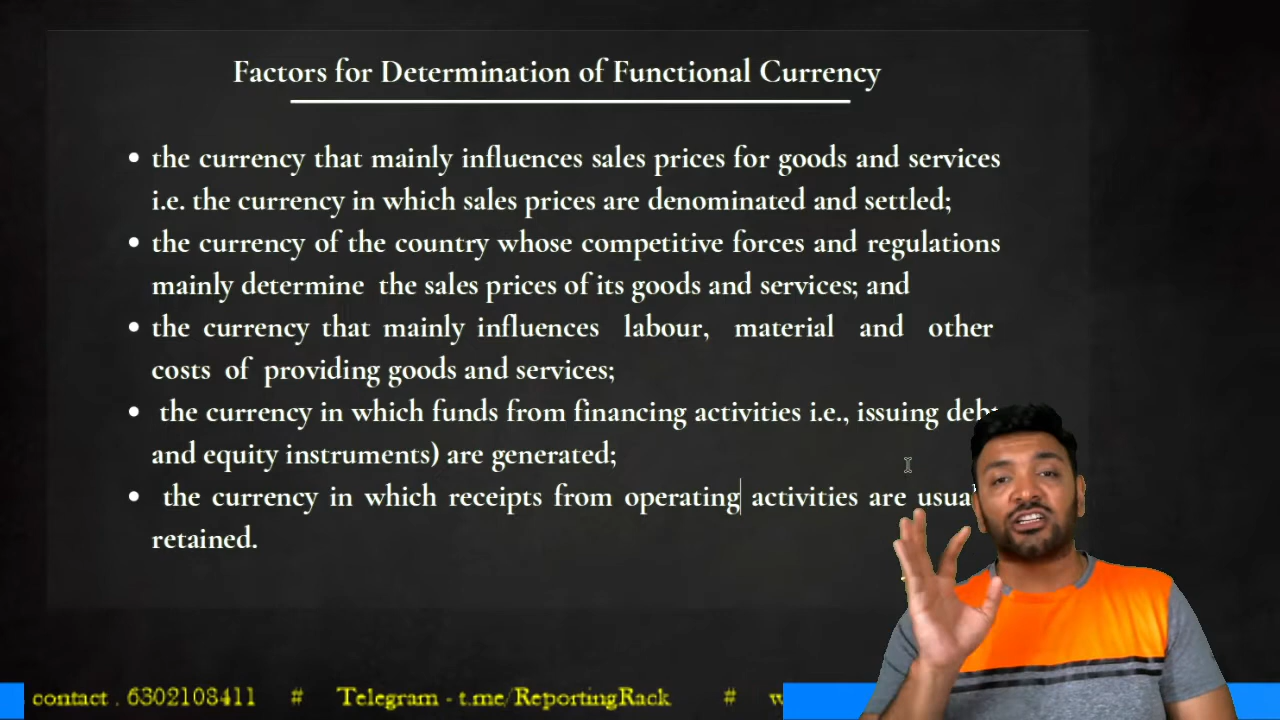 Factors for Determination of Functional Currency
• the currency that mainly influences sales prices for goods and services
i.e. the currency in which sales prices are denominated and settled;
• the currency of the country whose competitive forces and regulations
mainly determine the sales prices of its goods and services; and
• the currency that mainly influences labour, material and other
costs of providing goods and services;
• the currency in which funds from financing activities i.e., issuing
and equity instruments) are generated;
• the currency in which receipts from operating activities are
retained.
contact . 6302108411 # Telegram - t.me/ReportingRack #